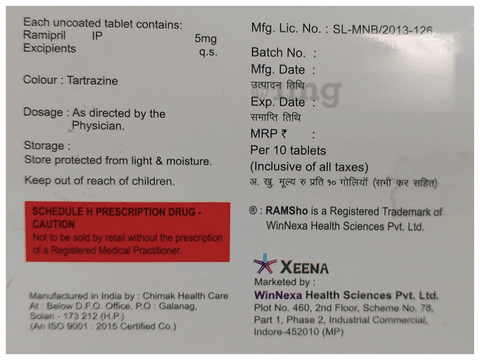 Each uncoated tablet contains:
Ramipril IP 5mg
Excipients q.s.
Colour : Tartrazine
Dosage : As directed by the
Physician.
Storage :
Store protected from light & moisture.
Keep out of reach of children.
SCHEDULE H PRESCRIPTION DRUG -
CAUTION
Not to be sold by retail without the prescription
of a Registered Medical Practitioner.
Manufactured in India by : Chimak Health Care
At : Below D.F.O. Office, P.O : Galanag,
Solan - 173 212 (H.P.)
(An ISO 9001 : 2015 Certified Co.)
Mfg. Lic. No. : SL-MNB/2013-126
Batch No. :
Mfg. Date :
उत्पादन तिथि
Exp. Date :
समाप्ति तिथि
MRP ₹ :
Per 10 tablets
(Inclusive of all taxes)
अ. खु. मूल्य रु प्रति १० गोलियों (सभी कर सहित)
® : RAMSho is a Registered Trademark of
WinNexa Health Sciences Pvt. Ltd.
XEENA
Marketed by :
WinNexa Health Sciences Pvt. Ltd.
Plot No. 460, 2nd Floor, Scheme No. 78,
Part 1, Phase 2, Industrial Commercial,
Indore-452010 (MP)